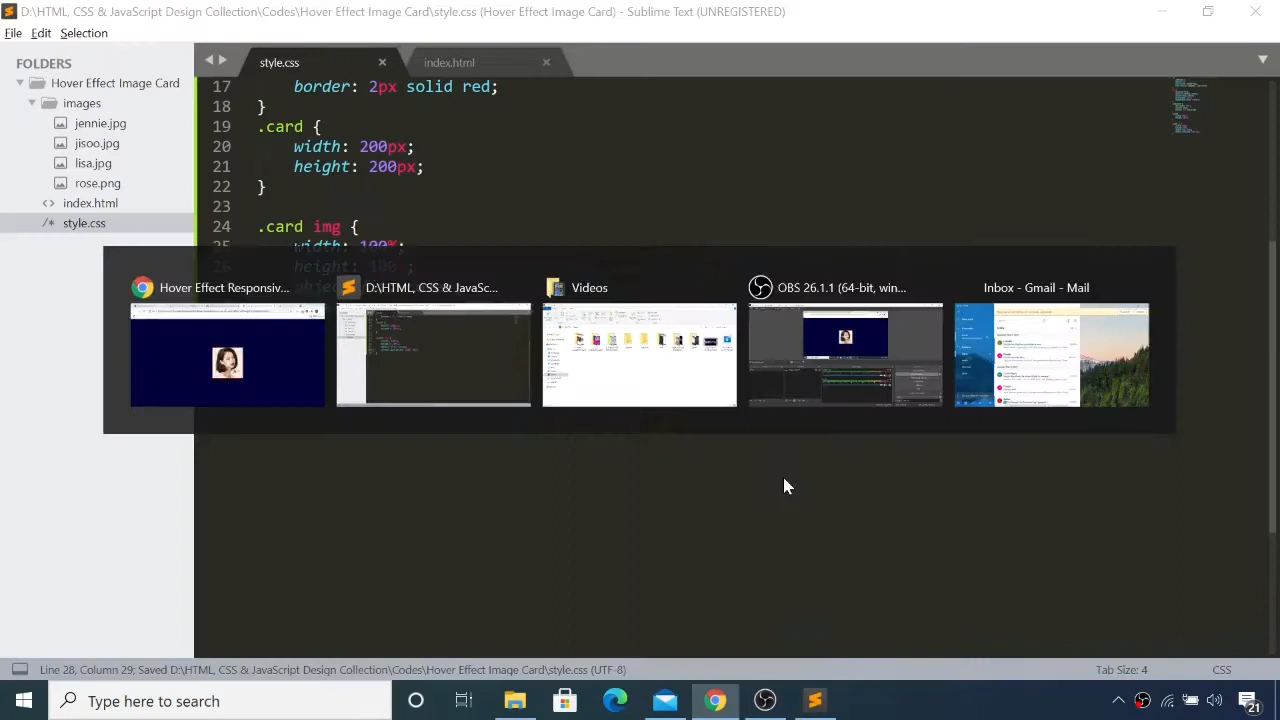 D:\HTML, CSS & JavaScript Design Collection\Codes\Hover Effect Image Card\style.css (Hover Effect Image Card) - Sublime Text (UNREGISTERED)
File Edit Selection
FOLDERS
Hover Effect Image Card
images
jennie.jpg
jisoo.jpg
lisa.jpg
rose.png
index.html
style.css
style.css
index.html
17 border: 2px solid red;
18 }
19 .card {
20 width: 200px;
21 height: 200px;
22 }
23
24 .card img {
25 width: 100%;
26 height:
Hover Effect Responsiv...
D:\HTML, CSS & JavaSc...
Videos
OBS 26.1.1 (64-bit, win...
Inbox - Gmail - Mail
Line 28, Column 29; Saved D:\HTML, CSS & JavaScript Design Collection\Codes\Hover Effect Image Card\style.css (UTF-8)
Tab Size: 4
CSS
Type here to search
21